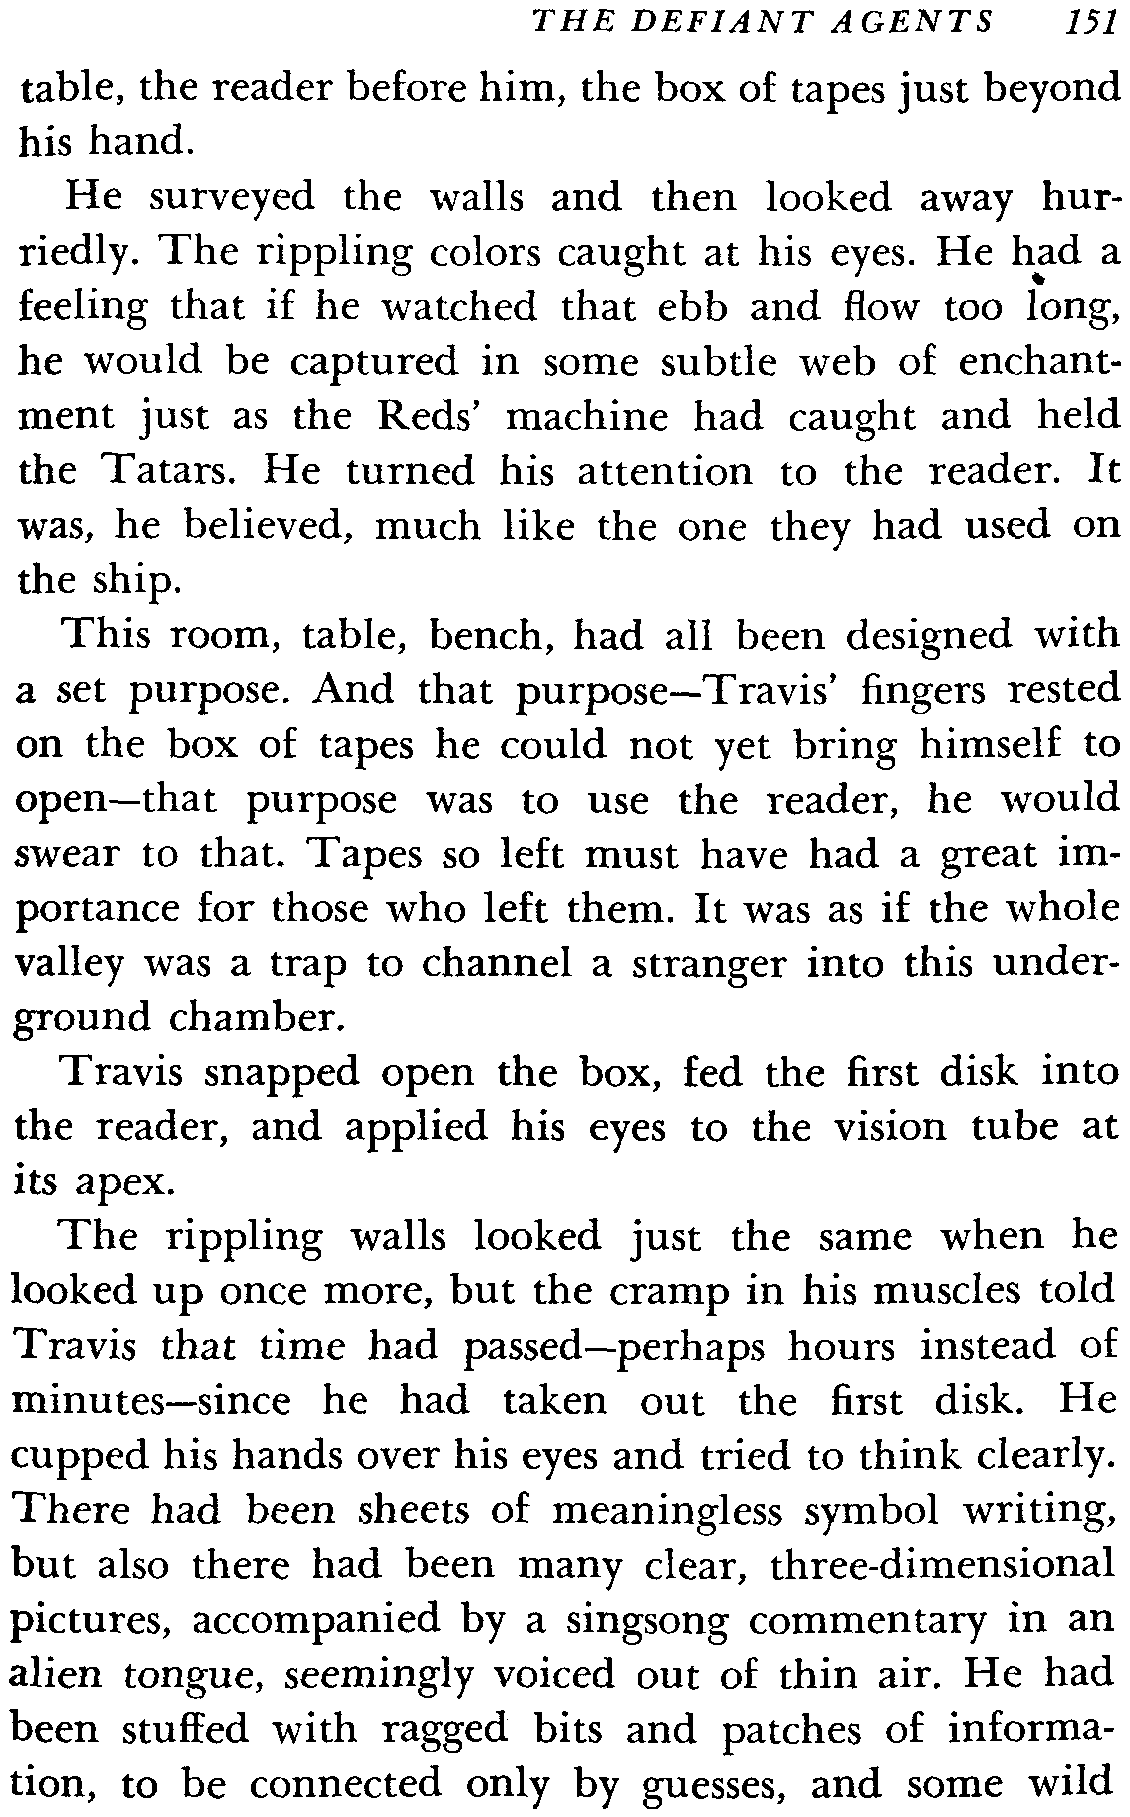 THE DEFIANT AGENTS 151
table, the reader before him, the box of tapes just beyond
his hand.
He surveyed the walls and then looked away hur-
riedly. The rippling colors caught at his eyes. He had a
feeling that if he watched that ebb and flow too long,
he would be captured in some subtle web of enchant-
ment just as the Reds' machine had caught and held
the Tatars. He turned his attention to the reader. It
was, he believed, much like the one they had used on
the ship.
This room, table, bench, had all been designed with
a set purpose. And that purpose—Travis' fingers rested
on the box of tapes he could not yet bring himself to
open—that purpose was to use the reader, he would
swear to that. Tapes so left must have had a great im-
portance for those who left them. It was as if the whole
valley was a trap to channel a stranger into this under-
ground chamber.
Travis snapped open the box, fed the first disk into
the reader, and applied his eyes to the vision tube at
its apex.
The rippling walls looked just the same when he
looked up once more, but the cramp in his muscles told
Travis that time had passed—perhaps hours instead of
minutes—since he had taken out the first disk. He
cupped his hands over his eyes and tried to think clearly.
There had been sheets of meaningless symbol writing,
but also there had been many clear, three-dimensional
pictures, accompanied by a singsong commentary in an
alien tongue, seemingly voiced out of thin air. He had
been stuffed with ragged bits and patches of informa-
tion, to be connected only by guesses, and some wild